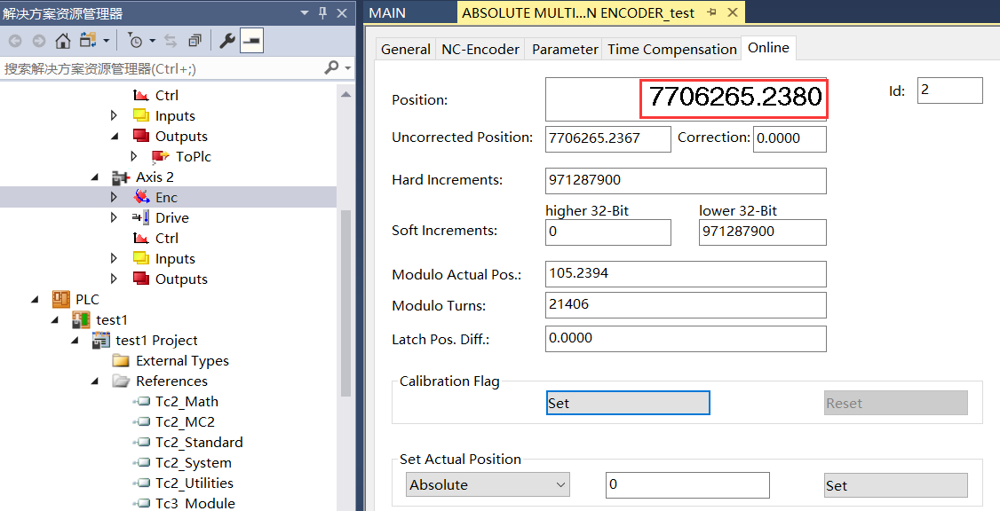 解决方案资源管理器
搜索解决方案资源管理器(Ctrl+;)
Ctrl
Inputs
Outputs
ToPlc
Axis 2
Enc
Drive
Ctrl
Inputs
Outputs
PLC
test1
test1 Project
External Types
References
Tc2_Math
Tc2_MC2
Tc2_Standard
Tc2_System
Tc2_Utilities
Tc3_Module
MAIN ABSOLUTE MULTI...N ENCODER_test
General NC-Encoder Parameter Time Compensation Online
Position: 7706265.2380 Id: 2
Uncorrected Position: 7706265.2367 Correction: 0.0000
Hard Increments: 971287900
higher 32-Bit lower 32-Bit
Soft Increments: 0 971287900
Modulo Actual Pos.: 105.2394
Modulo Turns: 21406
Latch Pos. Diff.: 0.0000
Calibration Flag
Set Reset
Set Actual Position
Absolute 0 Set